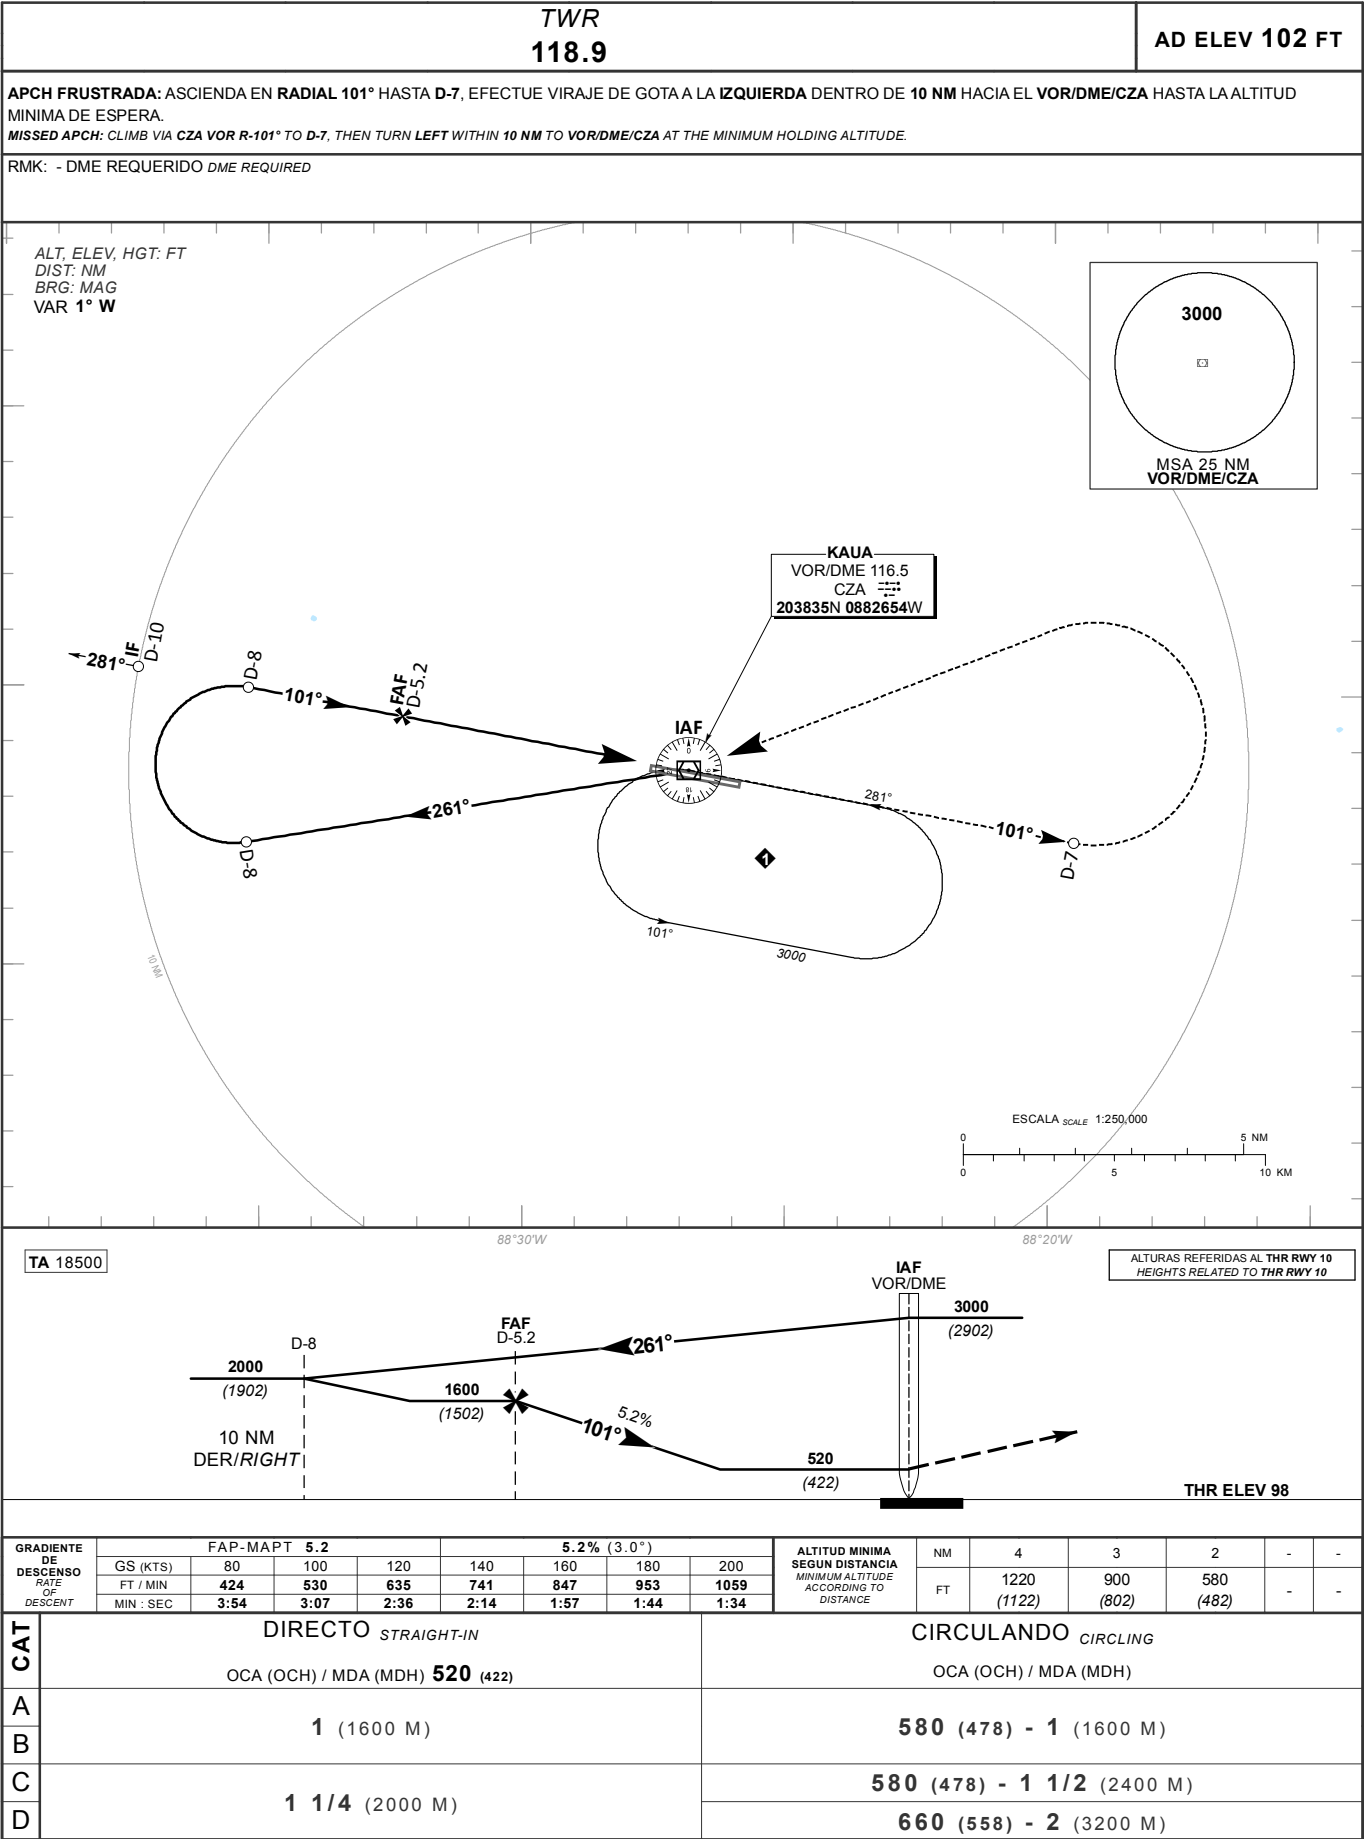 TWR
118.9
AD ELEV 102 FT
APCH FRUSTRADA: ASCIENDA EN RADIAL 101° HASTA D-7, EFECTUE VIRAJE DE GOTA A LA IZQUIERDA DENTRO DE 10 NM HACIA EL VOR/DME/CZA HASTA LA ALTITUD
MINIMA DE ESPERA.
MISSED APCH: CLIMB VIA CZA VOR R-101° TO D-7, THEN TURN LEFT WITHIN 10 NM TO VOR/DME/CZA AT THE MINIMUM HOLDING ALTITUDE.
RMK: - DME REQUERIDO DME REQUIRED
ALT, ELEV, HGT: FT
DIST: NM
BRG: MAG
VAR 1° W
3000
MSA 25 NM
VOR/DME/CZA
KAUA
VOR/DME 116.5
CZA
203835N 0882654W
281°
IF
D-10
D-8
101°
FAF
D-5.2
IAF
0
9
18
27
261°
D-8
281°
101°
D-7
1
101°
3000
10 NM
ESCALA SCALE 1:250,000
0 5 NM
0 5 10 KM
88°30'W 88°20'W
TA 18500
ALTURAS REFERIDAS AL THR RWY 10
HEIGHTS RELATED TO THR RWY 10
IAF
VOR/DME
3000
(2902)
FAF
D-5.2
D-8
261°
2000
(1902)
1600
(1502)
5.2%
101°
10 NM
DER/RIGHT
520
(422)
THR ELEV 98
GRADIENTE
DE
DESCENSO
RATE
OF
DESCENT
FAP-MAPT 5.2 5.2% (3.0°)
GS (KTS) 80 100 120 140 160 180 200
FT / MIN 424 530 635 741 847 953 1059
MIN : SEC 3:54 3:07 2:36 2:14 1:57 1:44 1:34
ALTITUD MINIMA
SEGUN DISTANCIA
MINIMUM ALTITUDE
ACCORDING TO
DISTANCE
NM 4 3 2 - -
FT 1220 900 580 - -
(1122) (802) (482)
CAT
DIRECTO STRAIGHT-IN
OCA (OCH) / MDA (MDH) 520 (422)
CIRCULANDO CIRCLING
OCA (OCH) / MDA (MDH)
A
B
1 (1600 M)
580 (478) - 1 (1600 M)
C
D
1 1/4 (2000 M)
580 (478) - 1 1/2 (2400 M)
660 (558) - 2 (3200 M)